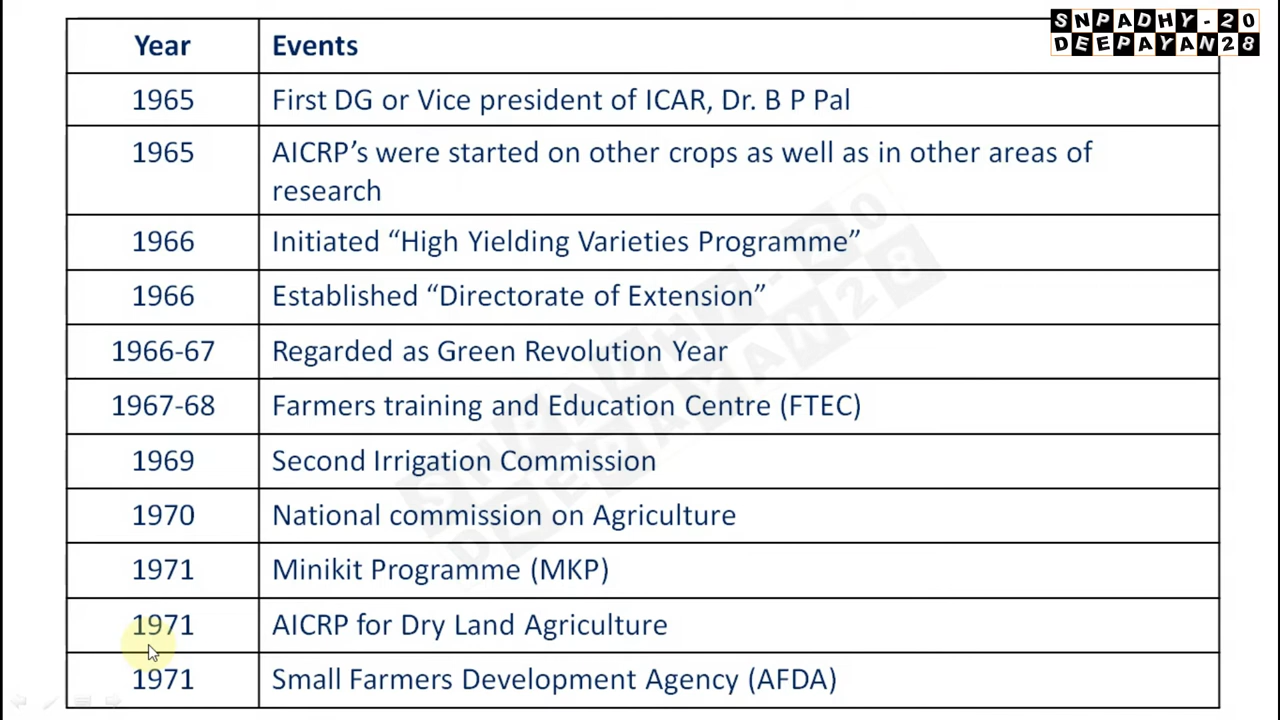 SNPADHY-20
DEEPAYAN28
Year Events
1965 First DG or Vice president of ICAR, Dr. B P Pal
1965 AICRP’s were started on other crops as well as in other areas of
research
1966 Initiated “High Yielding Varieties Programme”
1966 Established “Directorate of Extension”
1966-67 Regarded as Green Revolution Year
1967-68 Farmers training and Education Centre (FTEC)
1969 Second Irrigation Commission
1970 National commission on Agriculture
1971 Minikit Programme (MKP)
1971 AICRP for Dry Land Agriculture
1971 Small Farmers Development Agency (AFDA)
SNPADHY-20
DEEPAYAN28